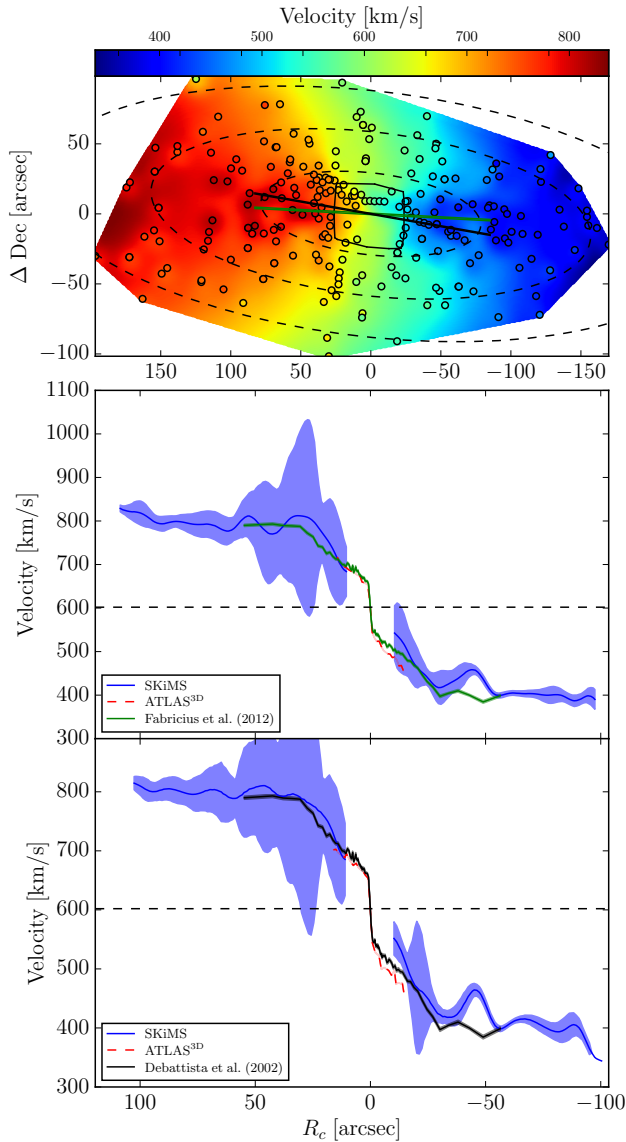 Velocity [km/s]
400 500 600 700 800
Δ Dec [arcsec]
50
0
−50
−100
150 100 50 0 −50 −100 −150
Velocity [km/s]
1100
1000
900
800
700
600
500
400
300
SKiMS
ATLAS3D
Fabricius et al. (2012)
Velocity [km/s]
800
700
600
500
400
300
SKiMS
ATLAS3D
Debattista et al. (2002)
100 50 0 −50 −100
Rc [arcsec]